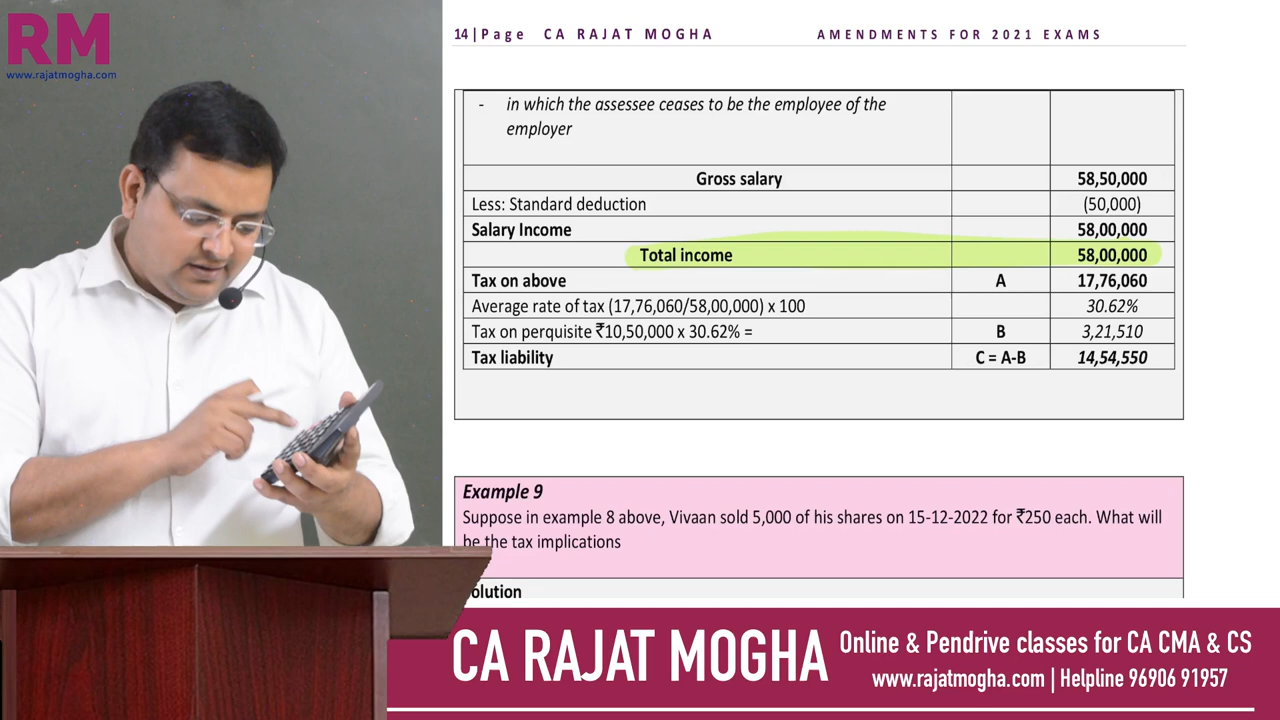 RM
www.rajatmogha.com
14|Page CA RAJAT MOGHA AMENDMENTS FOR 2021 EXAMS
- in which the assessee ceases to be the employee of the
employer
Gross salary 58,50,000
Less: Standard deduction (50,000)
Salary Income 58,00,000
Total income 58,00,000
Tax on above A 17,76,060
Average rate of tax (17,76,060/58,00,000) x 100 30.62%
Tax on perquisite ₹10,50,000 x 30.62% = B 3,21,510
Tax liability C = A-B 14,54,550
Example 9
Suppose in example 8 above, Vivaan sold 5,000 of his shares on 15-12-2022 for ₹250 each. What will
be the tax implications
olution
CA RAJAT MOGHA
Online & Pendrive classes for CA CMA & CS
www.rajatmogha.com | Helpline 96906 91957